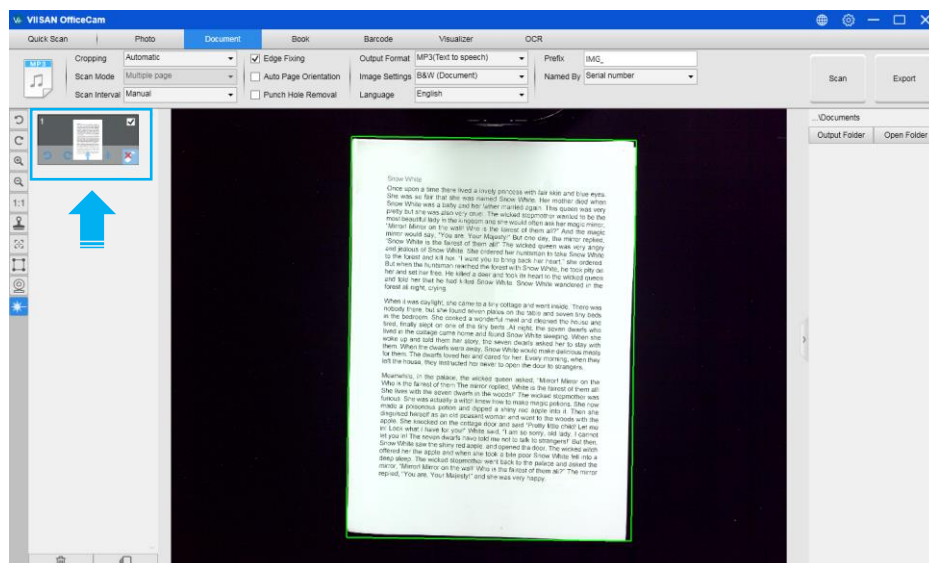 VIISAN OfficeCam
Quick Scan
Photo
Document
Book
Barcode
Visualizer
OCR
MP3
Cropping Automatic
Edge Fixing
Output Format MP3(Text to speech)
Prefix IMG_
Scan Mode Multiple page
Auto Page Orientation
Image Settings B&W (Document)
Named By Serial number
Scan Interval Manual
Punch Hole Removal
Language English
Scan
Export
...\Documents
Output Folder
Open Folder
1
1:1
Snow White
Once upon a time there lived a lovely princess with fair skin and blue eyes.
She was so fair that she was named Snow White. Her mother died when
Snow White was a baby and her father married again. This queen was very
pretty but she was also very cruel. The wicked stepmother wanted to be the
most beautiful lady in the kingdom and she would often ask her magic mirror,
"Mirror! Mirror on the wall! Who is the fairest of them all?" And the magic
mirror would say, "You are, Your Majesty!" But one day, the mirror replied,
"Snow White is the fairest of them all!" The wicked queen was very angry
and jealous of Snow White. She ordered her huntsman to take Snow White
to the forest and kill her. "I want you to bring back her heart," she ordered.
But when the huntsman reached the forest with Snow White, he took pity on
her and set her free. He killed a deer and took its heart to the wicked queen
and told her that he had killed Snow White. Snow White wandered in the
forest all night, crying.
When it was daylight, she came to a tiny cottage and went inside. There was
nobody there, but she found seven plates on the table and seven tiny beds
in the bedroom. She cooked a wonderful meal and cleaned the house and
tired, finally slept on one of the tiny beds. At night, the seven dwarfs who
lived in the cottage came home and found Snow White sleeping. When she
woke up and told them her story, the seven dwarfs asked her to stay with
them. When the dwarfs were away, Snow White would make delicious meals
for them. The dwarfs loved her and cared for her. Every morning, when they
left the house, they instructed her never to open the door to strangers.
Meanwhile, in the palace, the wicked queen asked, "Mirror! Mirror on the
Who is the fairest of them The mirror replied, White is the fairest of them all!
She lives with the seven dwarfs in the woods!" The wicked stepmother was
furious. She was actually a witch knew how to make magic potions. She now
made a poisonous potion and dipped a shiny red apple into it. Then she
disguised herself as an old peasant woman and went to the woods with the
apple. She knocked on the cottage door and said "Pretty little child! Let me
in! Look what I have for you!" White said, "I am so sorry, old lady, I cannot
let you in! The seven dwarfs have told me not to talk to strangers!" But then,
Snow White saw the shiny red apple, and opened the door. The wicked witch
offered her the apple and when she took a bite poor Snow White fell into a
deep sleep. The wicked stepmother went back to the palace and asked the
mirror, "Mirror! Mirror on the wall! Who is the fairest of them all?" The mirror
replied, "You are, Your Majesty!" and she was very happy.